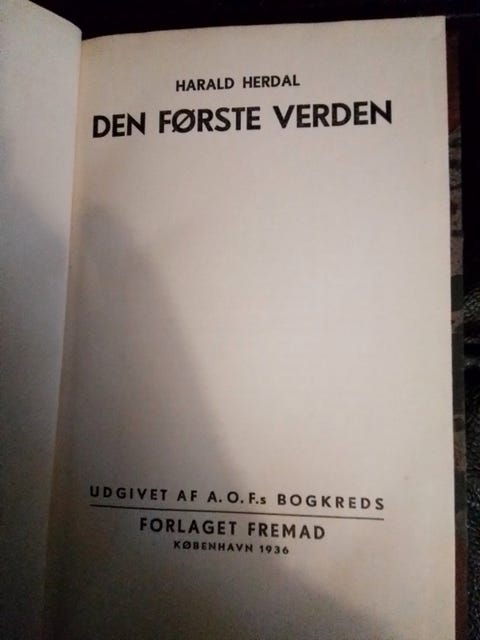 HARALD HERDAL
DEN FØRSTE VERDEN
UDGIVET AF A.O.F.s BOGKREDS
FORLAGET FREMAD
KØBENHAVN 1936